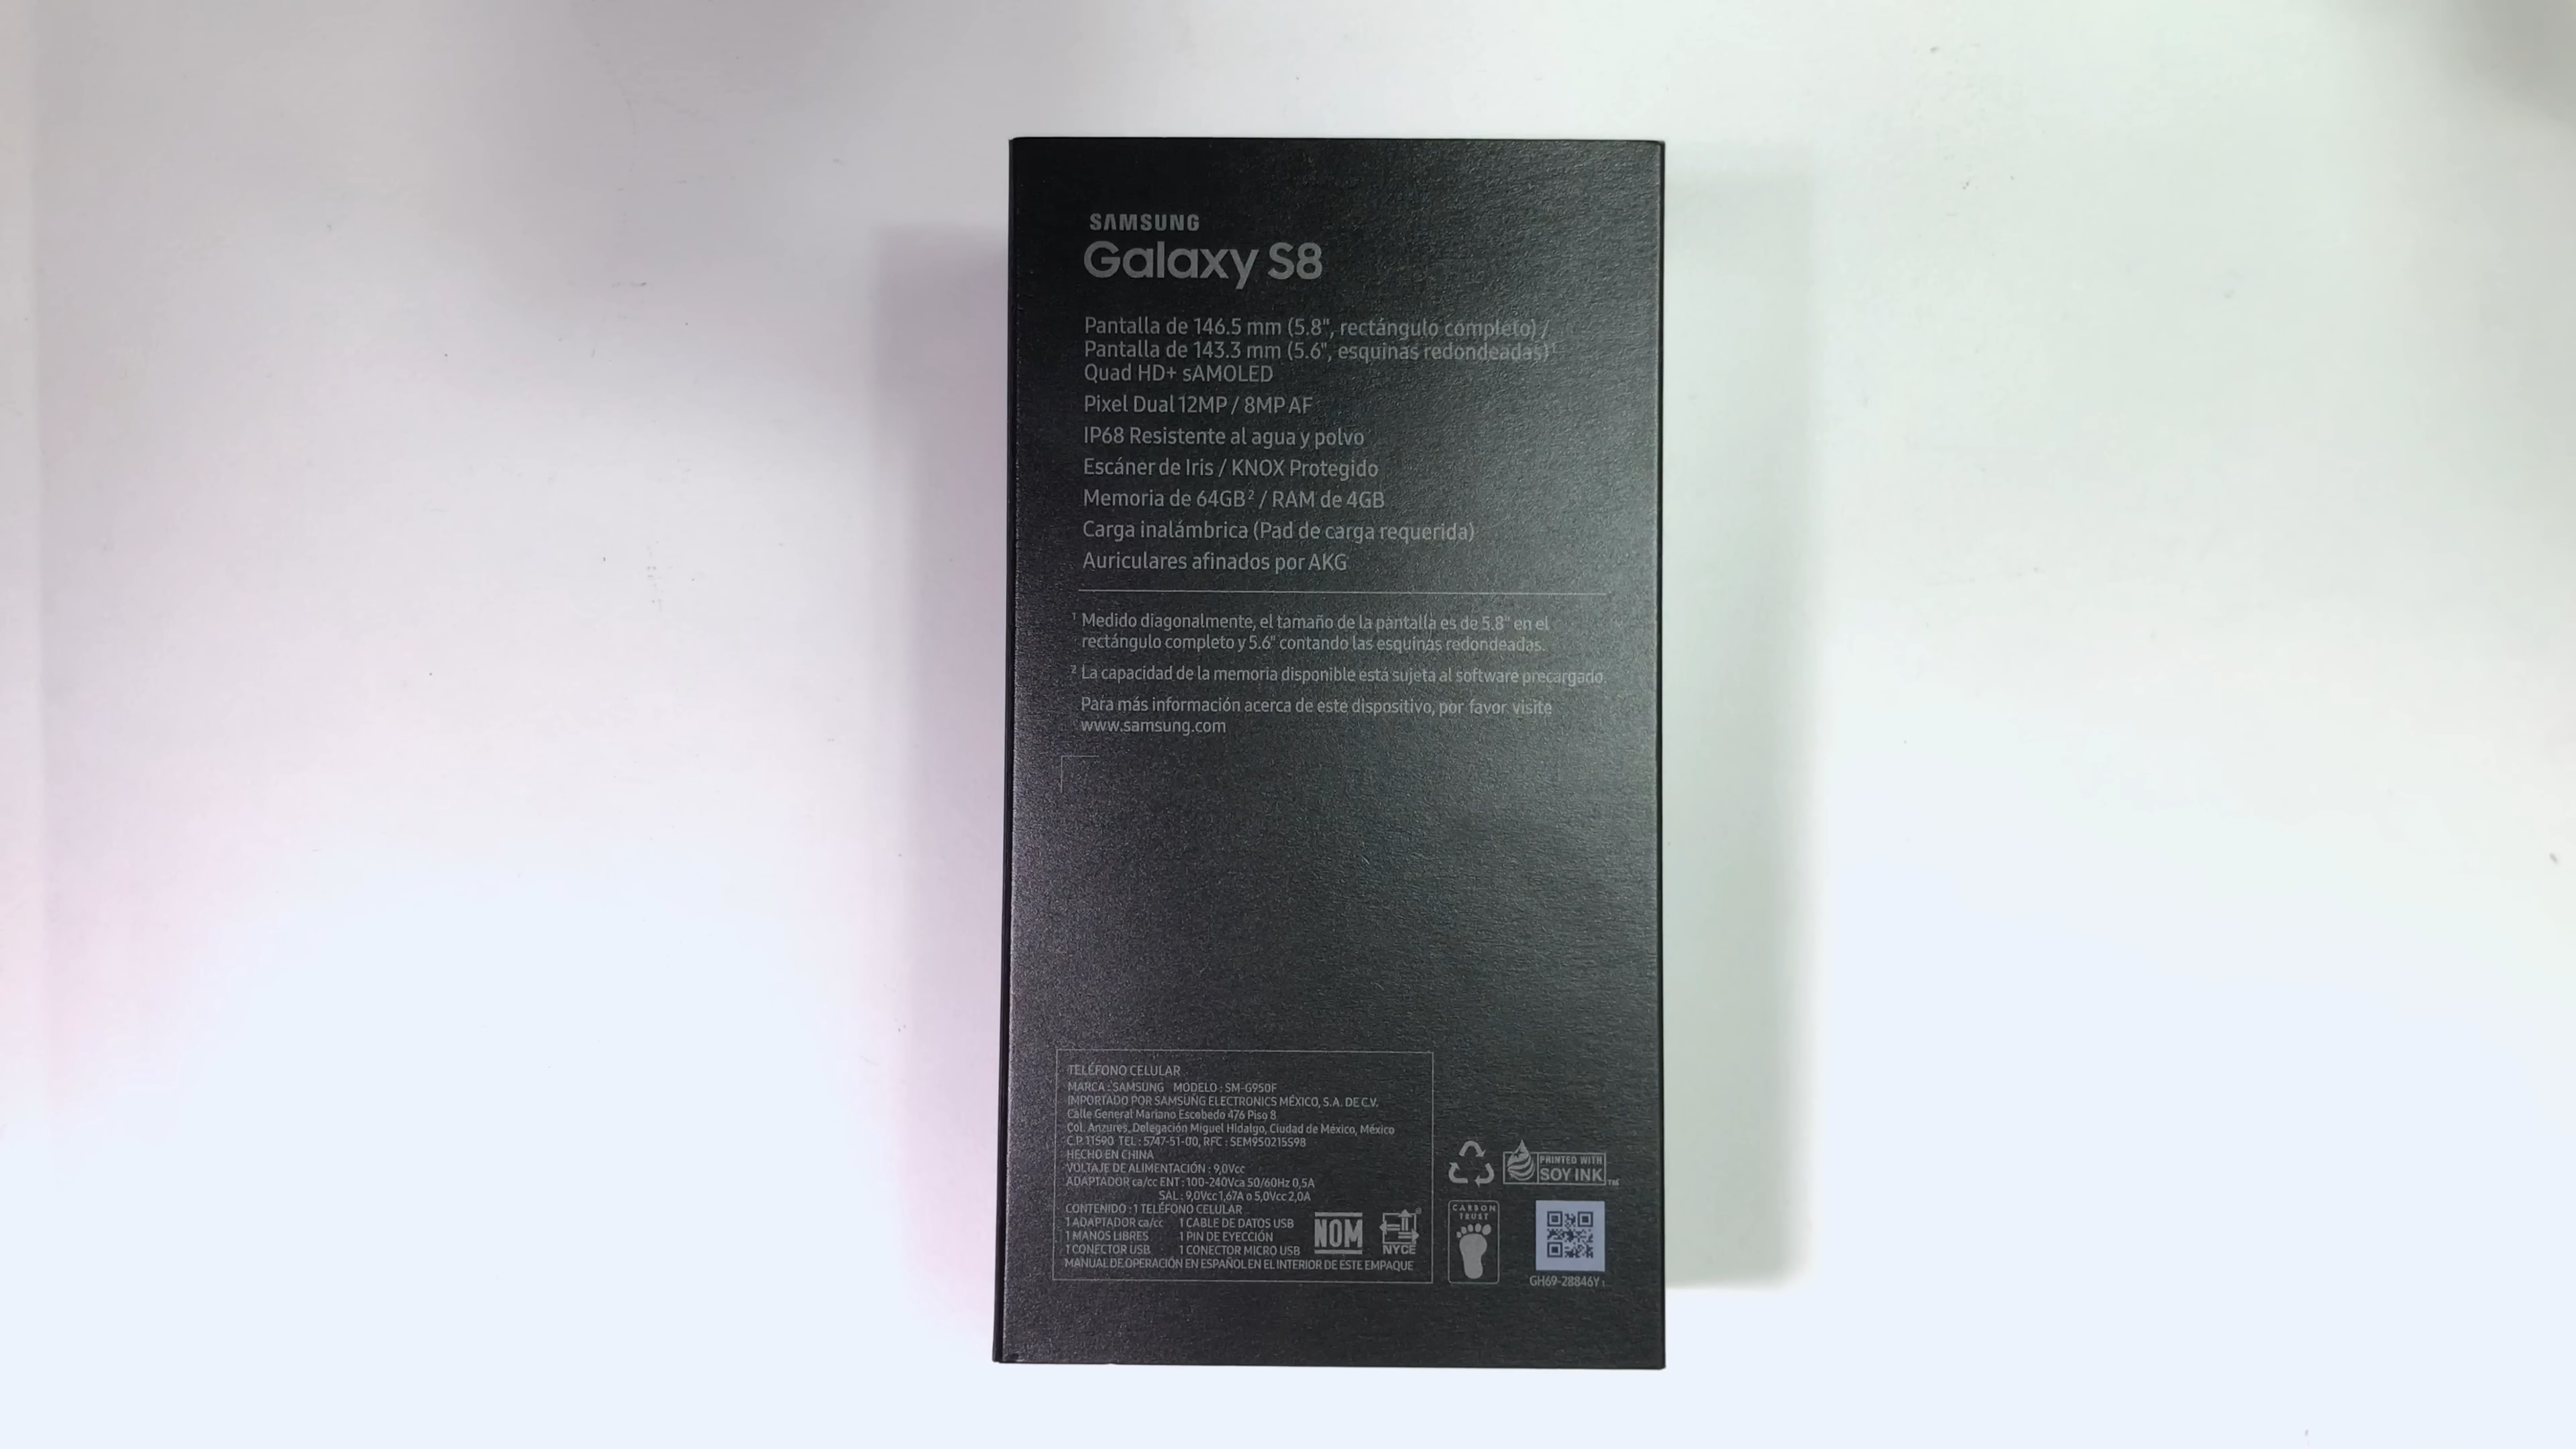 SAMSUNG
Galaxy S8
Pantalla de 146.5 mm (5.8", rectángulo completo) /
Pantalla de 143.3 mm (5.6", esquinas redondeadas)¹
Quad HD+ sAMOLED
Pixel Dual 12MP / 8MP AF
IP68 Resistente al agua y polvo
Escáner de Iris / KNOX Protegido
Memoria de 64GB² / RAM de 4GB
Carga inalámbrica (Pad de carga requerida)
Auriculares afinados por AKG
¹ Medido diagonalmente, el tamaño de la pantalla es de 5.8" en el
rectángulo completo y 5.6" contando las esquinas redondeadas.
² La capacidad de la memoria disponible está sujeta al software precargado.
Para más información acerca de este dispositivo, por favor visite
www.samsung.com
TELÉFONO CELULAR
MARCA : SAMSUNG MODELO : SM-G950F
IMPORTADO POR SAMSUNG ELECTRONICS MÉXICO, S.A. DE C.V.
Calle General Mariano Escobedo 476 Piso 8
Col. Anzures, Delegación Miguel Hidalgo, Ciudad de México, México
C.P. 11590 TEL : 5747-51-00, RFC : SEM950215S98
HECHO EN CHINA
VOLTAJE DE ALIMENTACIÓN : 9,0Vcc
ADAPTADOR ca/cc ENT : 100-240Vca 50/60Hz 0,5A
SAL : 9,0Vcc 1,67A o 5,0Vcc 2,0A
CONTENIDO : 1 TELÉFONO CELULAR
1 ADAPTADOR ca/cc 1 CABLE DE DATOS USB
1 MANOS LIBRES 1 PIN DE EYECCIÓN
1 CONECTOR USB 1 CONECTOR MICRO USB
MANUAL DE OPERACIÓN EN ESPAÑOL EN EL INTERIOR DE ESTE EMPAQUE
NOM
NYCE
PRINTED WITH
SOY INK™
CARBON
TRUST
GH69-28846Y